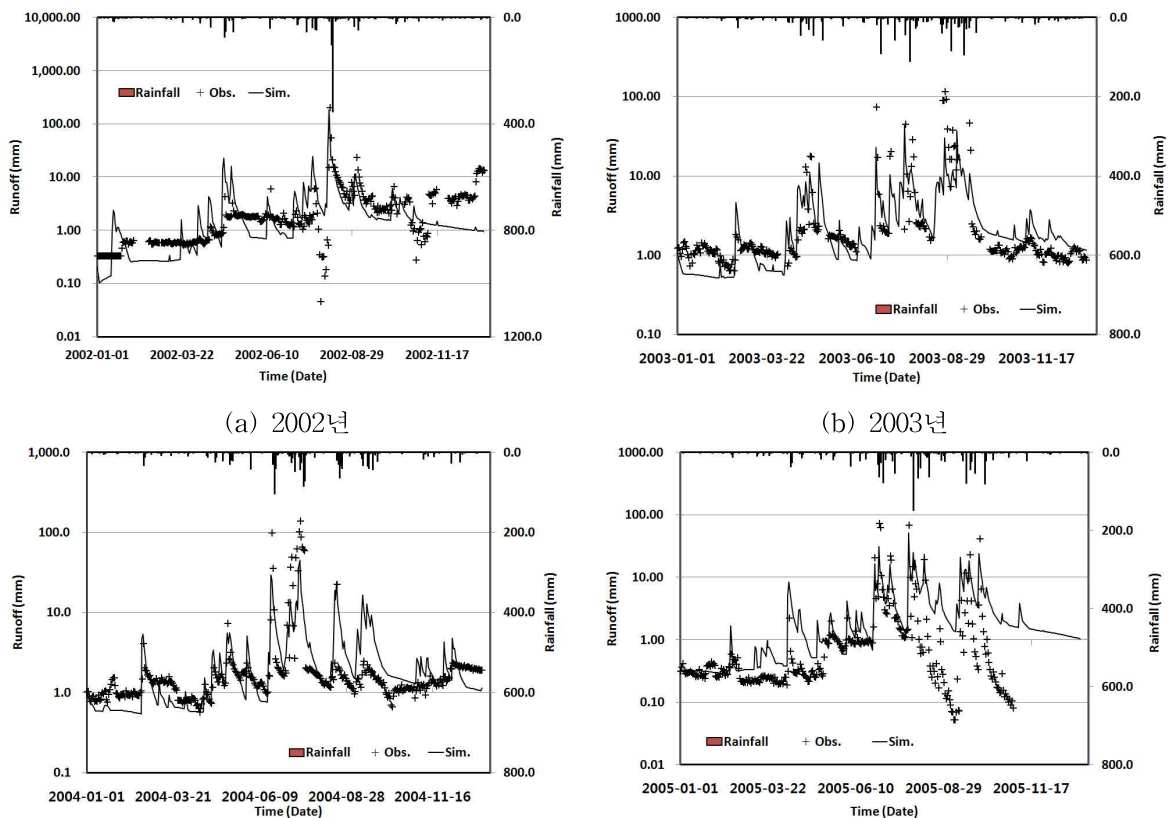 10,000.00
1,000.00
100.00
10.00
1.00
0.10
0.01
Runoff (mm)
0.0
400.0
800.0
1200.0
Rainfall (mm)
Rainfall Obs. Sim.
2002-01-01 2002-03-22 2002-06-10 2002-08-29 2002-11-17
Time (Date)
(a) 2002년
1000.00
100.00
10.00
1.00
0.10
Runoff (mm)
0.0
200.0
400.0
600.0
800.0
Rainfall (mm)
Rainfall Obs. Sim.
2003-01-01 2003-03-22 2003-06-10 2003-08-29 2003-11-17
Time (Date)
(b) 2003년
1,000.0
100.0
10.0
1.0
0.1
Runoff (mm)
0.0
200.0
400.0
600.0
800.0
Rainfall (mm)
Rainfall Obs. Sim.
2004-01-01 2004-03-21 2004-06-09 2004-08-28 2004-11-16
Time (Date)
1000.00
100.00
10.00
1.00
0.10
0.01
Runoff (mm)
0.0
200.0
400.0
600.0
800.0
Rainfall (mm)
Rainfall Obs. Sim.
2005-01-01 2005-03-22 2005-06-10 2005-08-29 2005-11-17
Time (Date)